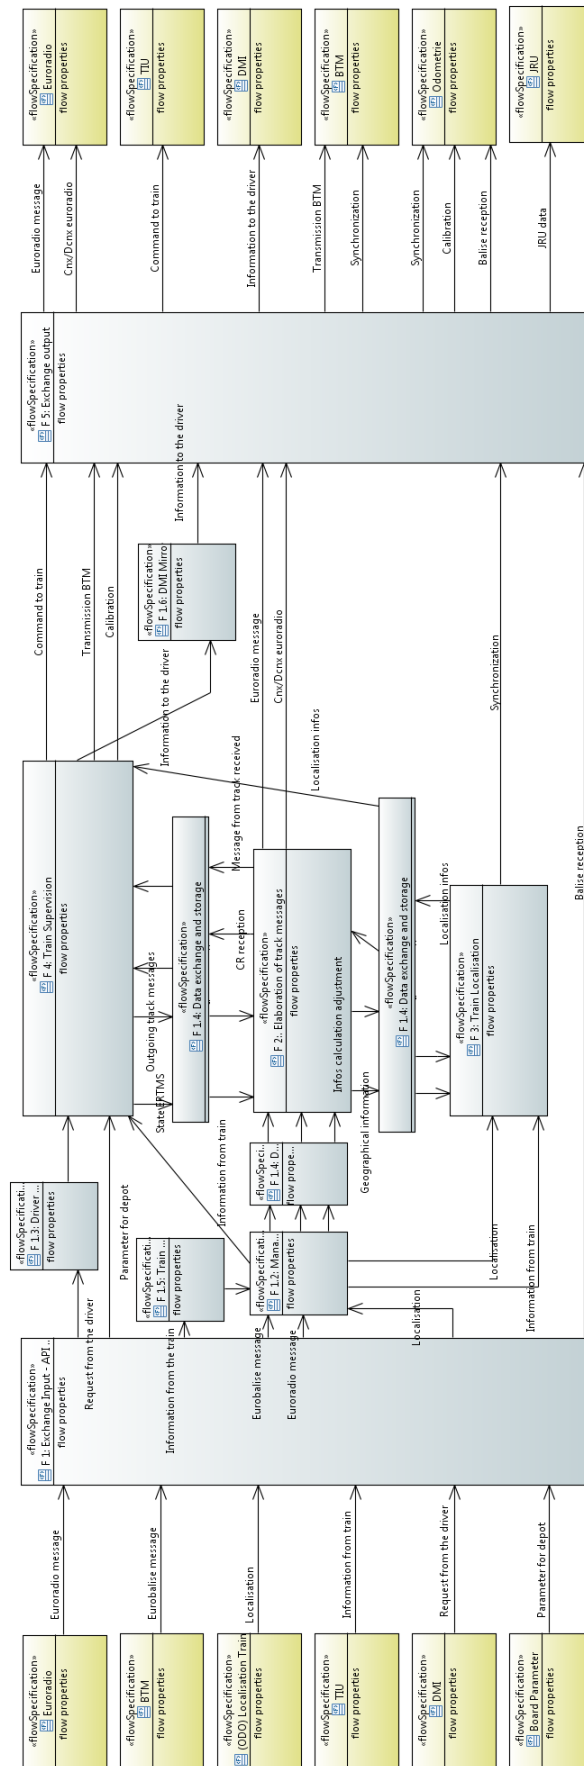 «flowSpecification»
Euroradio
flow properties
«flowSpecification»
TIU
flow properties
«flowSpecification»
DMI
flow properties
«flowSpecification»
BTM
flow properties
«flowSpecification»
Odometrie
flow properties
«flowSpecification»
JRU
flow properties
Euroradio message
Cnx/Dcnx euroradio
Command to train
Information to the driver
Transmission BTM
Synchronization
Synchronization
Calibration
Balise reception
JRU data
«flowSpecification»
F 5: Exchange output
flow properties
Command to train
Transmission BTM
Calibration
Information to the driver
«flowSpecification»
F 1.6: DMI Mirro
flow properties
Information to the driver
Euroradio message
Cnx/Dcnx euroradio
Localisation infos
Synchronization
Balise reception
«flowSpecification»
F 4: Train Supervision
flow properties
Outgoing track messages
State ERTMS
«flowSpecification»
F 1.4: Data exchange and storage
Message from track received
CR reception
Information from train
«flowSpecification»
F 2:. Elaboration of track messages
flow properties
Infos calculation adjustment
Geographical information
«flowSpecification»
F 1.4: Data exchange and storage
Localisation infos
«flowSpecification»
F 3: Train Localisation
flow properties
«flowSpecificati...
F 1.3: Driver ...
flow properties
Parameter for depot
«flowSpecificati...
F 1.5: Train ...
flow properties
«flowSpecificati...
F 1.2: Mana...
flow properties
«flowSpeci...
F 1.4: D...
flow prope...
Localisation
Information from train
Request from the driver
Information from the train
Eurobalise message
Euroradio message
Localisation
«flowSpecification»
F 1: Exchange Input - API...
flow properties
Euroradio message
Eurobalise message
Localisation
Information from train
Request from the driver
Parameter for depot
«flowSpecification»
Euroradio
flow properties
«flowSpecification»
BTM
flow properties
«flowSpecification»
(ODO) Localisation Train
flow properties
«flowSpecification»
TIU
flow properties
«flowSpecification»
DMI
flow properties
«flowSpecification»
Board Parameter
flow properties